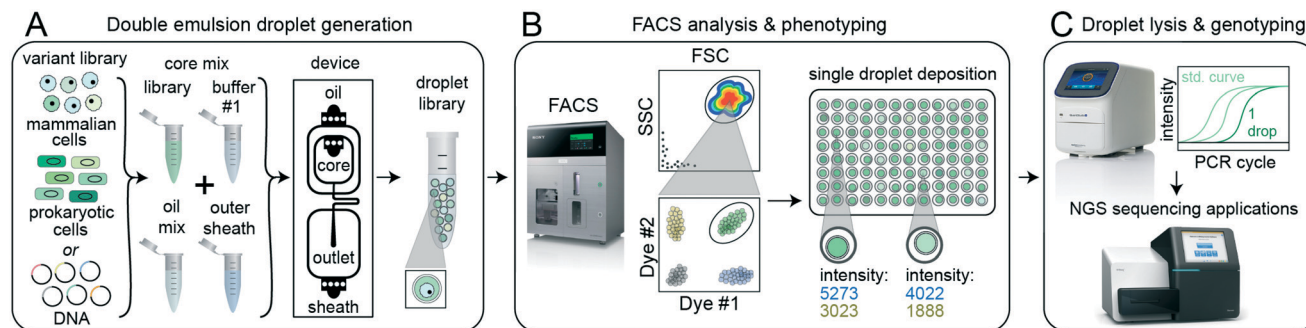 A Double emulsion droplet generation
variant library
mammalian
cells
prokaryotic
cells
or
DNA
core mix
library
buffer
#1
oil
mix
outer
sheath
device
oil
core
outlet
sheath
droplet
library
B FACS analysis & phenotyping
FACS
FSC
SSC
Dye #2
Dye #1
single droplet deposition
intensity:
5273
3023
intensity:
4022
1888
C Droplet lysis & genotyping
std. curve
intensity
1
drop
PCR cycle
NGS sequencing applications